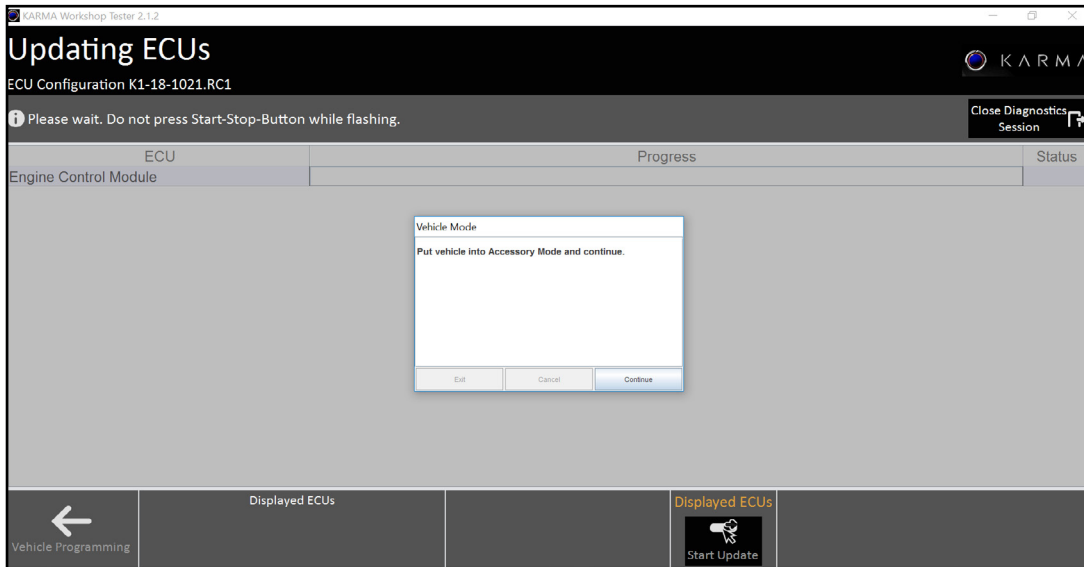 KARMA Workshop Tester 2.1.2
Updating ECUs
KARMA
ECU Configuration K1-18-1021.RC1
Please wait. Do not press Start-Stop-Button while flashing.
Close Diagnostics
Session
ECU Progress Status
Engine Control Module
Vehicle Mode
Put vehicle into Accessory Mode and continue.
Exit Cancel Continue
Displayed ECUs
Displayed ECUs
Vehicle Programming
Start Update